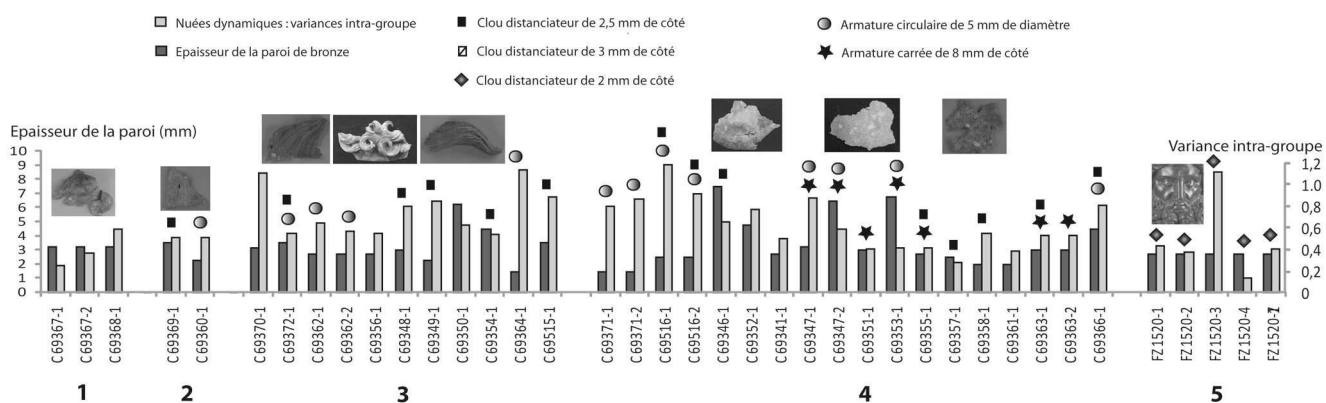 Nuées dynamiques : variances intra-groupe
Epaisseur de la paroi de bronze
Clou distanciateur de 2,5 mm de côté
Clou distanciateur de 3 mm de côté
Clou distanciateur de 2 mm de côté
Armature circulaire de 5 mm de diamètre
Armature carrée de 8 mm de côté
Epaisseur de la paroi (mm)
Variance intra-groupe
10
9
8
7
6
5
4
3
2
1
0
1,2
1.0
0,8
0,6
0,4
0,2
0
C69367-1
C69367-2
C69368-1
C69369-1
C69360-1
C69370-1
C69372-1
C69362-1
C69362-2
C69356-1
C69348-1
C69349-1
C69350-1
C69354-1
C69364-1
C69515-1
C69371-1
C69371-2
C69516-1
C69516-2
C69346-1
C69352-1
C69341-1
C69347-1
C69347-2
C69351-1
C69353-1
C69355-1
C69357-1
C69358-1
C69361-1
C69363-1
C69363-2
C69366-1
FZ1520-1
FZ1520-2
FZ1520-3
FZ1520-4
1
2
3
4
5